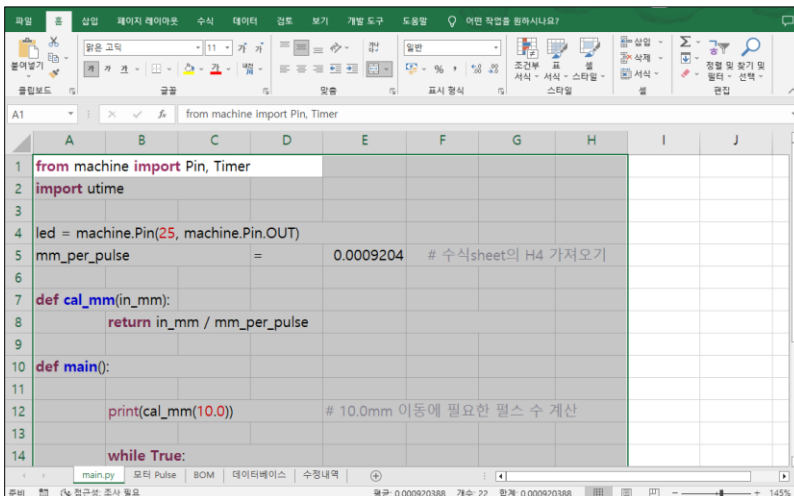 파일 홈 삽입 페이지 레이아웃 수식 데이터 검토 보기 개발 도구 도움말 어떤 작업을 원하시나요?
붙여넣기 맑은 고딕 11 가 가 일반 조건부 서식 표 서식 셀 스타일 삽입 삭제 서식 정렬 및 필터 찾기 및 선택
가 가 가 % ,
클립보드 글꼴 맞춤 표시 형식 스타일 셀 편집
A1 fx from machine import Pin, Timer
A B C D E F G H I J
1 from machine import Pin, Timer
2 import utime
3
4 led = machine.Pin(25, machine.Pin.OUT)
5 mm_per_pulse = 0.0009204 # 수식sheet의 H4 가져오기
6
7 def cal_mm(in_mm):
8 return in_mm / mm_per_pulse
9
10 def main():
11
12 print(cal_mm(10.0)) # 10.0mm 이동에 필요한 펄스 수 계산
13
14 while True:
main.py 모터 Pulse BOM 데이터베이스 수정내역
준비 접근성: 조사 필요 평균: 0.000920388 개수: 22 합계: 0.000920388 145%